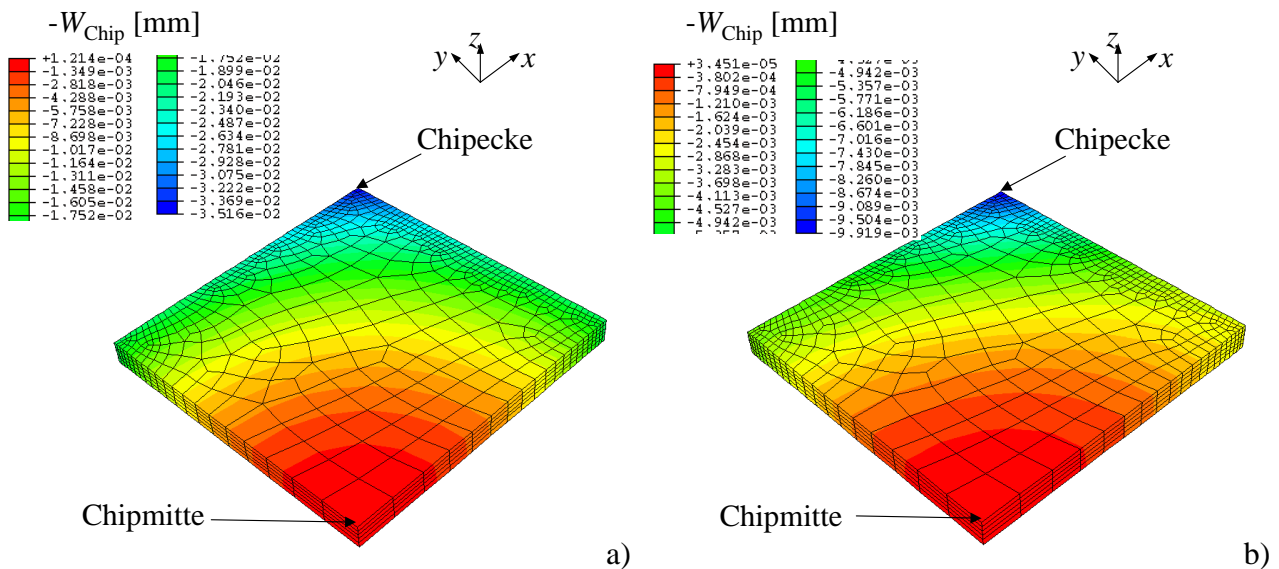 -W_Chip [mm]
+1.214e-04
-1.349e-03
-2.818e-03
-4.288e-03
-5.758e-03
-7.228e-03
-8.698e-03
-1.017e-02
-1.164e-02
-1.311e-02
-1.458e-02
-1.605e-02
-1.752e-02
-1.752e-02
-1.899e-02
-2.046e-02
-2.193e-02
-2.340e-02
-2.487e-02
-2.634e-02
-2.781e-02
-2.928e-02
-3.075e-02
-3.222e-02
-3.369e-02
-3.516e-02
y z x
Chipecke
Chipmitte
a)
-W_Chip [mm]
+3.451e-05
-3.802e-04
-7.949e-04
-1.210e-03
-1.624e-03
-2.039e-03
-2.454e-03
-2.868e-03
-3.283e-03
-3.698e-03
-4.113e-03
-4.527e-03
-4.942e-03
-4.942e-03
-5.357e-03
-5.771e-03
-6.186e-03
-6.601e-03
-7.016e-03
-7.430e-03
-7.845e-03
-8.260e-03
-8.674e-03
-9.089e-03
-9.504e-03
-9.919e-03
y z x
Chipecke
Chipmitte
b)